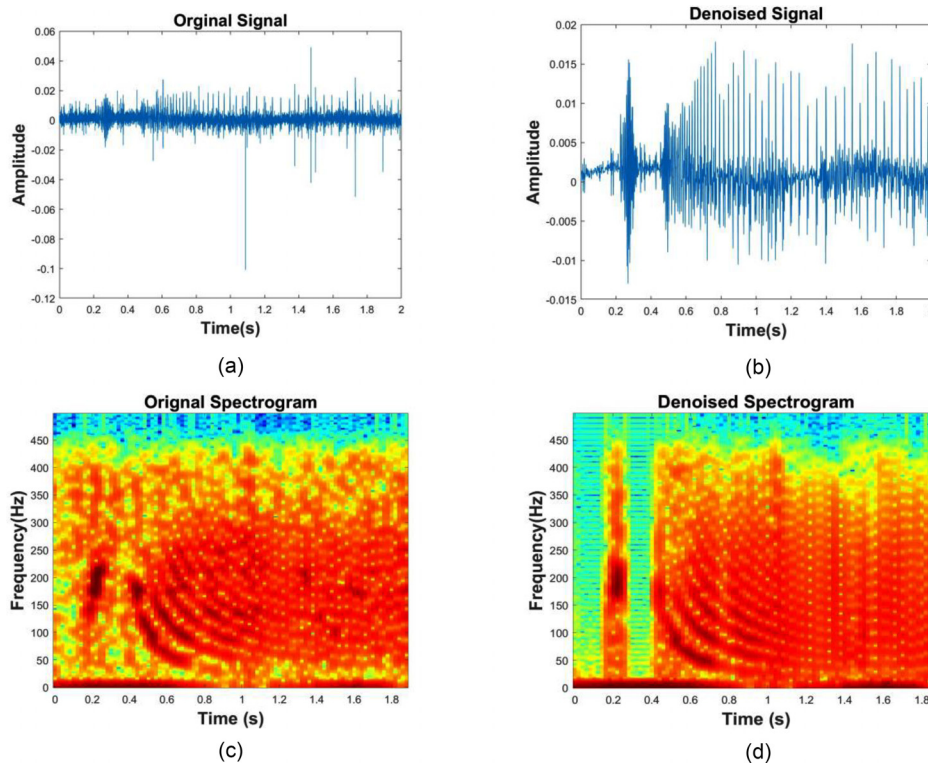 Orginal Signal
0.06
0.04
0.02
0
-0.02
-0.04
-0.06
-0.08
-0.1
-0.12
Amplitude
0 0.2 0.4 0.6 0.8 1 1.2 1.4 1.6 1.8 2
Time(s)
(a)
Denoised Signal
0.02
0.015
0.01
0.005
0
-0.005
-0.01
-0.015
Amplitude
0 0.2 0.4 0.6 0.8 1 1.2 1.4 1.6 1.8
Time(s)
(b)
Orignal Spectrogram
450
400
350
300
250
200
150
100
50
0
Frequency(Hz)
0 0.2 0.4 0.6 0.8 1 1.2 1.4 1.6 1.8
Time (s)
(c)
Denoised Spectrogram
450
400
350
300
250
200
150
100
50
0
Frequency(Hz)
0 0.2 0.4 0.6 0.8 1 1.2 1.4 1.6 1.8
Time (s)
(d)